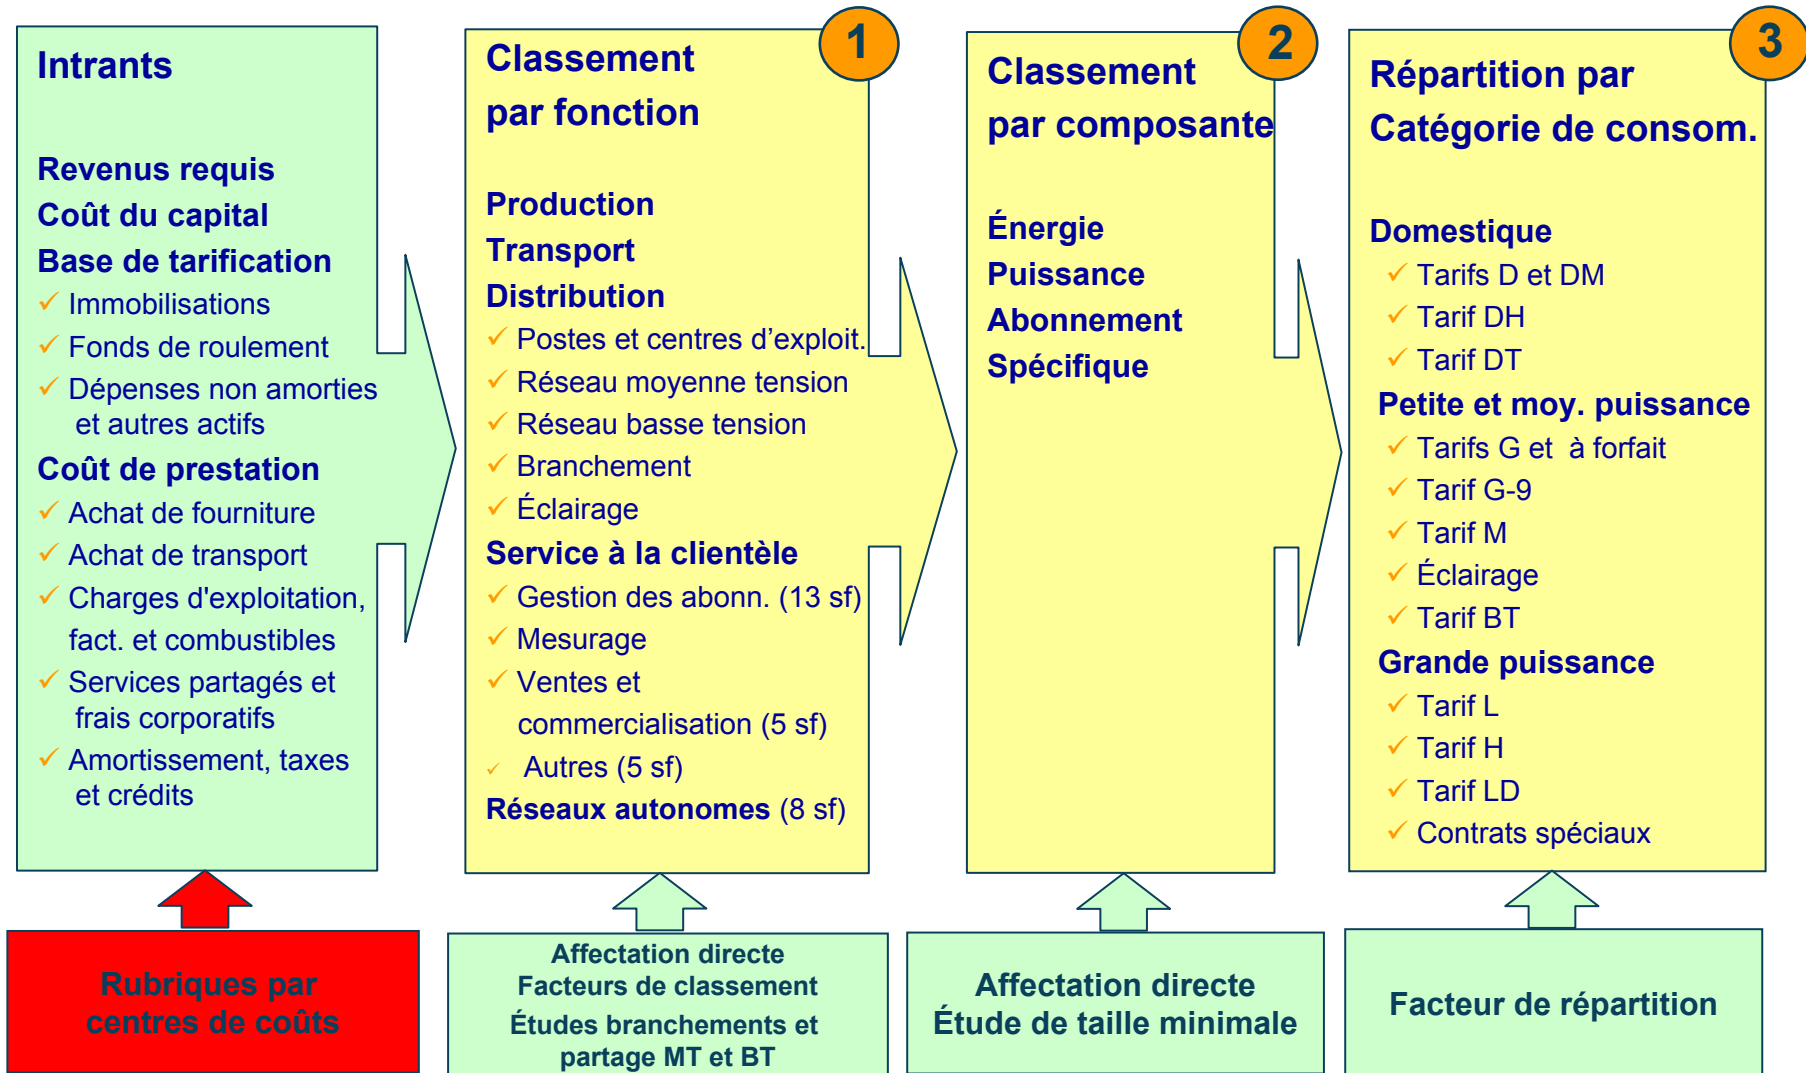 Intrants
Revenus requis
Coût du capital
Base de tarification
✓ Immobilisations
✓ Fonds de roulement
✓ Dépenses non amorties
et autres actifs
Coût de prestation
✓ Achat de fourniture
✓ Achat de transport
✓ Charges d'exploitation,
fact. et combustibles
✓ Services partagés et
frais corporatifs
✓ Amortissement, taxes
et crédits
Rubriques par
centres de coûts
1
Classement
par fonction
Production
Transport
Distribution
✓ Postes et centres d’exploit.
✓ Réseau moyenne tension
✓ Réseau basse tension
✓ Branchement
✓ Éclairage
Service à la clientèle
✓ Gestion des abonn. (13 sf)
✓ Mesurage
✓ Ventes et
commercialisation (5 sf)
✓ Autres (5 sf)
Réseaux autonomes (8 sf)
Affectation directe
Facteurs de classement
Études branchements et
partage MT et BT
2
Classement
par composante
Énergie
Puissance
Abonnement
Spécifique
Affectation directe
Étude de taille minimale
3
Répartition par
Catégorie de consom.
Domestique
✓ Tarifs D et DM
✓ Tarif DH
✓ Tarif DT
Petite et moy. puissance
✓ Tarifs G et à forfait
✓ Tarif G-9
✓ Tarif M
✓ Éclairage
✓ Tarif BT
Grande puissance
✓ Tarif L
✓ Tarif H
✓ Tarif LD
✓ Contrats spéciaux
Facteur de répartition